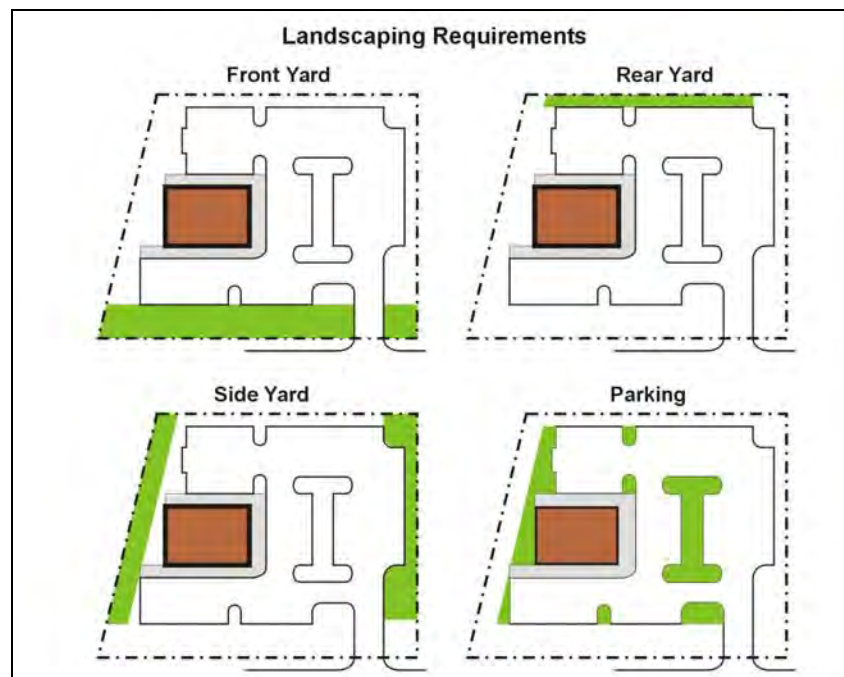 Landscaping Requirements
Front Yard
Rear Yard
Side Yard
Parking